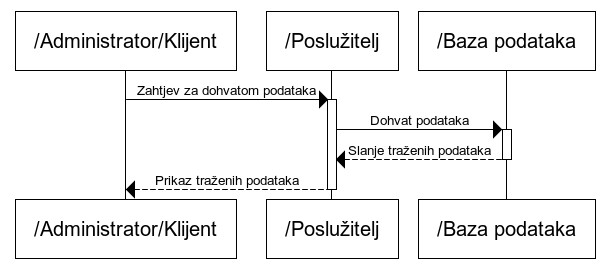 /Administrator/Klijent
/Poslužitelj
/Baza podataka
Zahtjev za dohvatom podataka
Dohvat podataka
Slanje traženih podataka
Prikaz traženih podataka
/Administrator/Klijent
/Poslužitelj
/Baza podataka